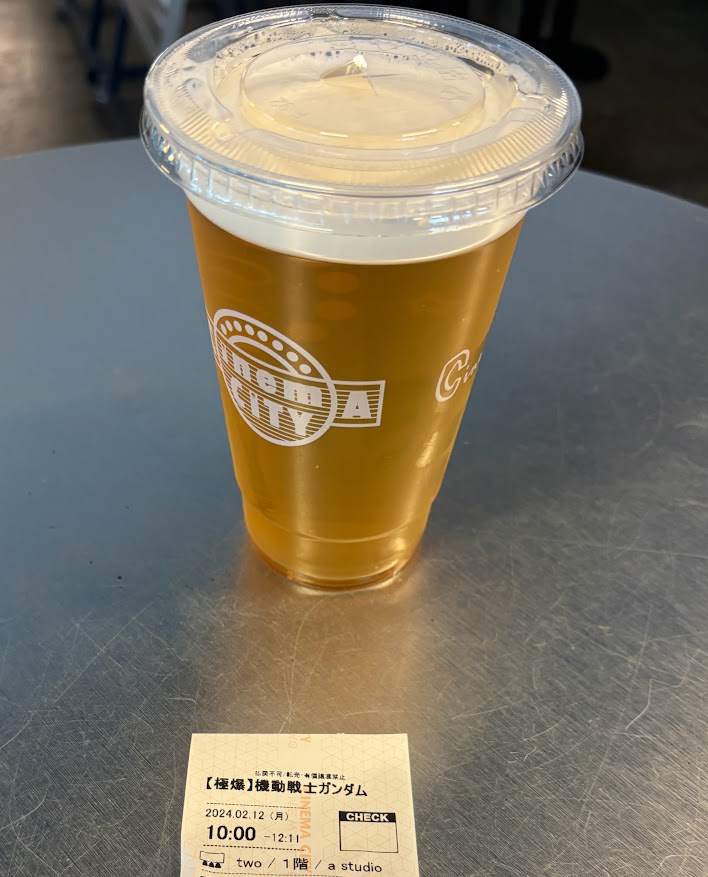 CinemA
CITY
払戻不可/転売・有償譲渡禁止
【極爆】機動戦士ガンダム
2024.02.12 (月)
CHECK
10:00 -12:11
two / 1階 / a studio